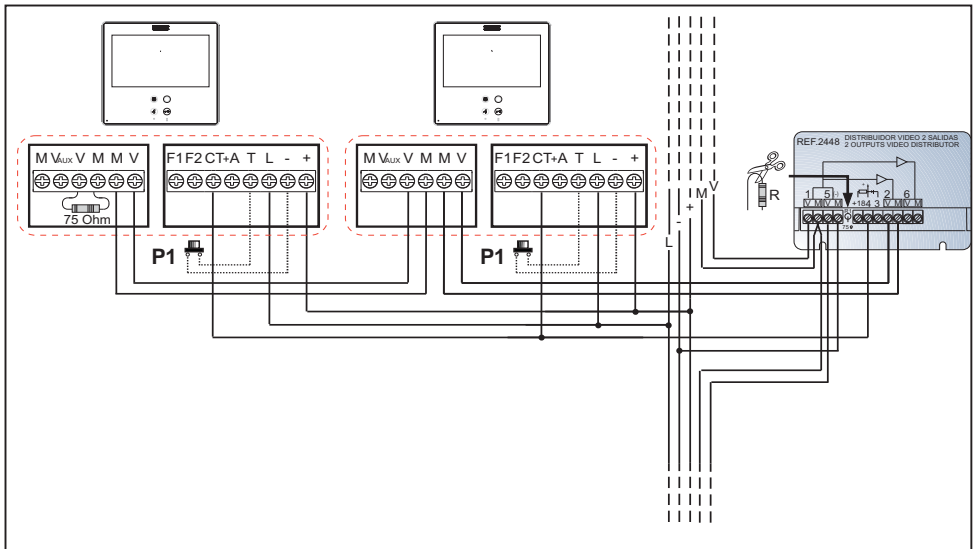 M VAUX V M M V
75 Ohm
F1 F2 CT +A T L - +
P1
M VAUX V M M V
F1 F2 CT +A T L - +
P1
L
-
+
M
V
R
REF.2448
DISTRIBUIDOR VIDEO 2 SALIDAS
2 OUTPUTS VIDEO DISTRIBUTOR
1 5 (-) +18 4 3 2 6
V M V M V M V M